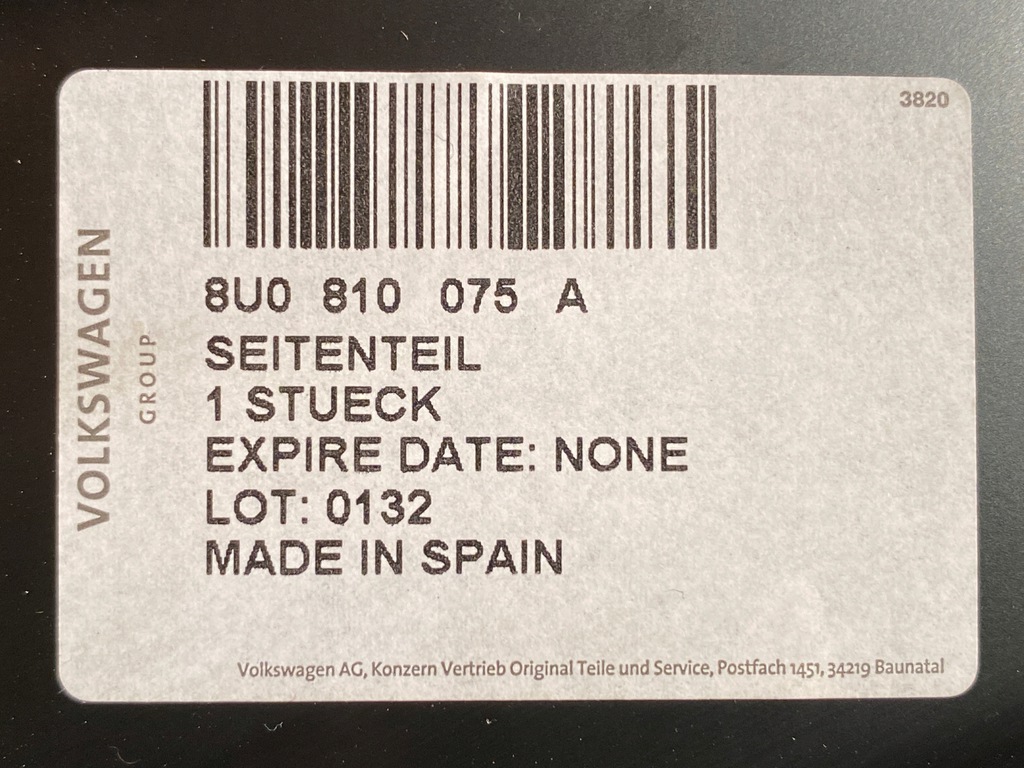 3820
VOLKSWAGEN
GROUP
8U0 810 075 A
SEITENTEIL
1 STUECK
EXPIRE DATE: NONE
LOT: 0132
MADE IN SPAIN
Volkswagen AG, Konzern Vertrieb Original Teile und Service, Postfach 1451, 34219 Baunatal